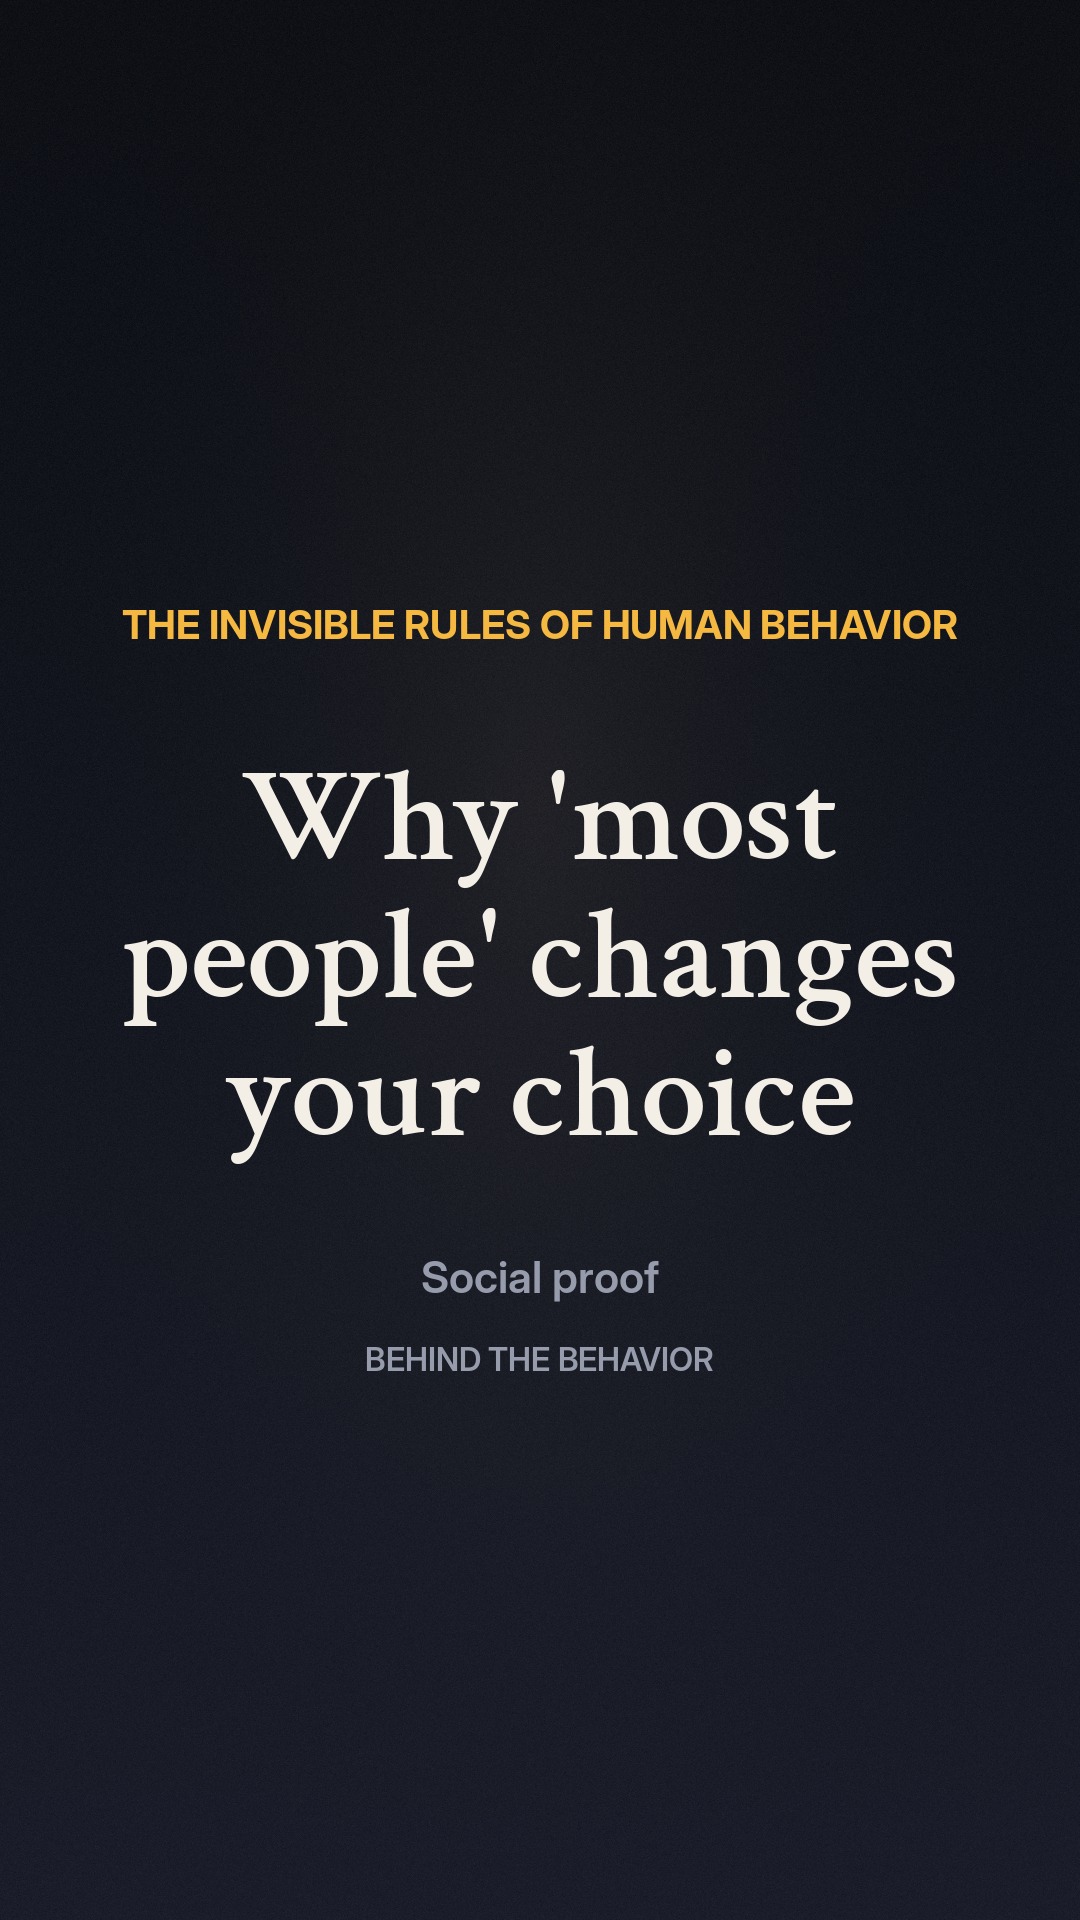 THE INVISIBLE RULES OF HUMAN BEHAVIOR
Why 'most
people' changes
your choice
Social proof
BEHIND THE BEHAVIOR